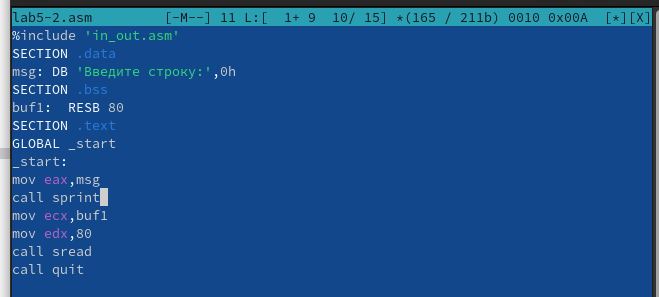 lab5-2.asm [-M--] 11 L:[ 1+ 9 10/ 15] *(165 / 211b) 0010 0x00A [*][X]
%include 'in_out.asm'
SECTION .data
msg: DB 'Введите строку:',0h
SECTION .bss
buf1: RESB 80
SECTION .text
GLOBAL _start
_start:
mov eax,msg
call sprint
mov ecx,buf1
mov edx,80
call sread
call quit